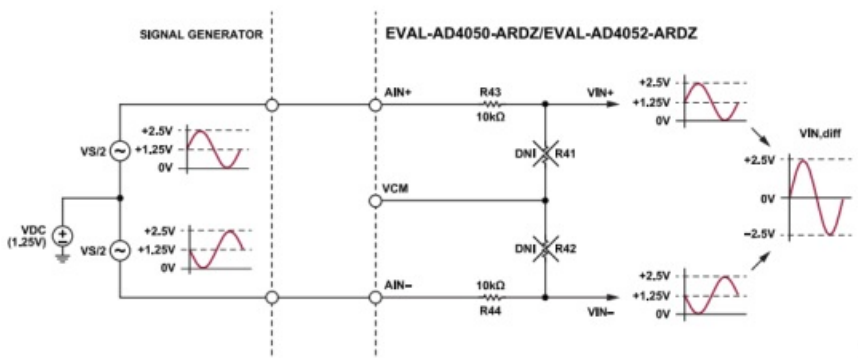 SIGNAL GENERATOR
EVAL-AD4050-ARDZ/EVAL-AD4052-ARDZ
AIN+
R43
10kΩ
VIN+
+2.5V
+1.25V
0V
VIN,diff
VS/2
+2.5V
+1.25V
0V
DNI
R41
+2.5V
0V
−2.5V
VCM
VDC
(1.25V)
VS/2
+2.5V
+1.25V
0V
DNI
R42
AIN−
10kΩ
R44
VIN−
+2.5V
+1.25V
0V